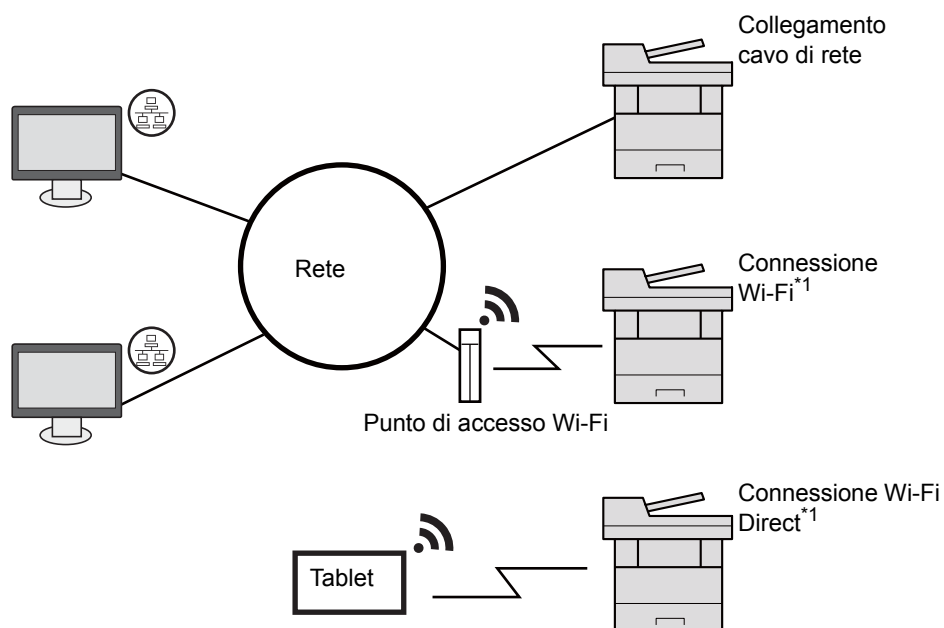 Collegamento
cavo di rete
Rete
Connessione
Wi-Fi*1
Punto di accesso Wi-Fi
Connessione Wi-Fi
Direct*1
Tablet